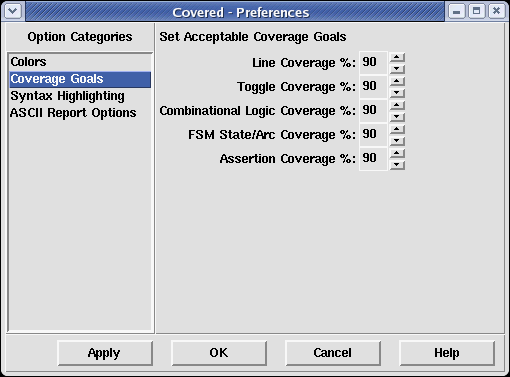 Covered - Preferences
Option Categories
Colors
Coverage Goals
Syntax Highlighting
ASCII Report Options
Set Acceptable Coverage Goals
Line Coverage %: 90
Toggle Coverage %: 90
Combinational Logic Coverage %: 90
FSM State/Arc Coverage %: 90
Assertion Coverage %: 90
Apply OK Cancel Help